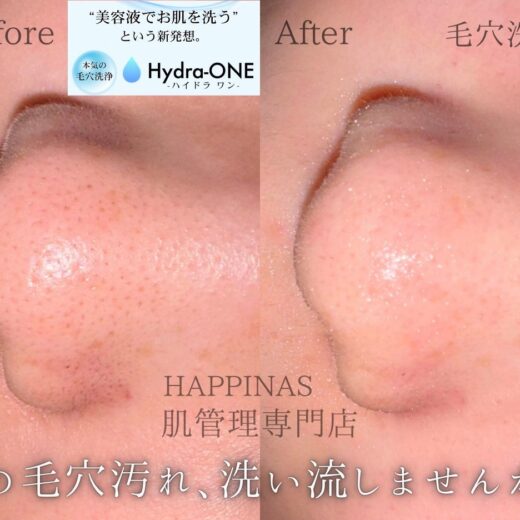 efore
“美容液でお肌を洗う”
という新発想。
本気の
毛穴洗浄
Hydra-ONE
-ハイドラ ワン-
After
毛穴洗
HAPPINAS
肌管理専門店
の毛穴汚れ、洗い流しませんか